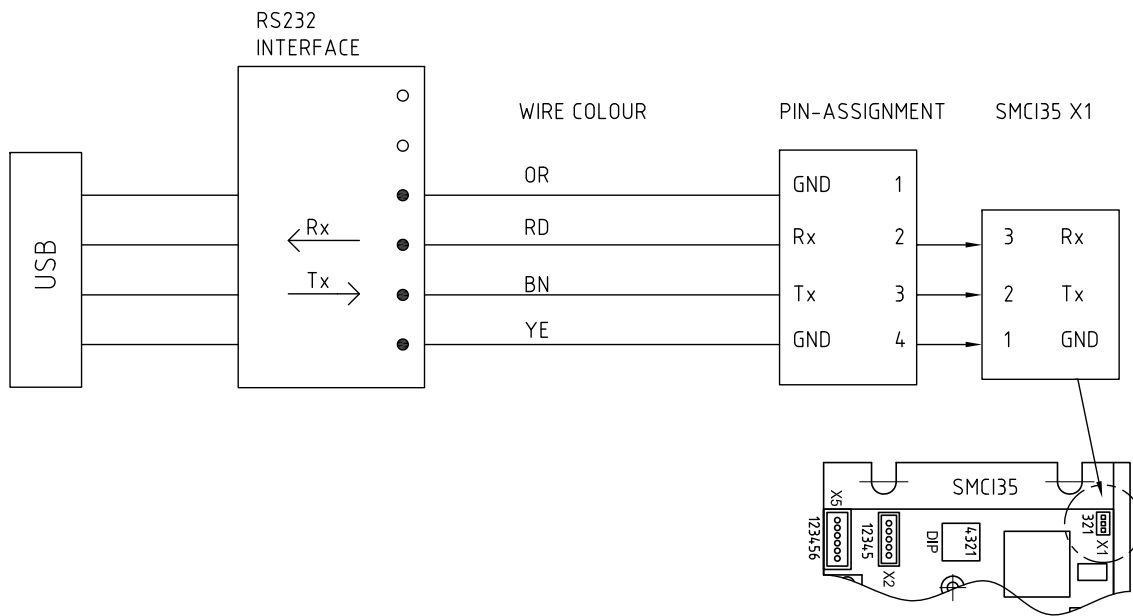 RS232
INTERFACE
WIRE COLOUR
PIN-ASSIGNMENT
SMCI35 X1
USB
Rx
Tx
OR
RD
BN
YE
GND 1
Rx 2
Tx 3
GND 4
3 Rx
2 Tx
1 GND
SMCI35
X5
123456
12345
X2
DIP
4321
321
X1